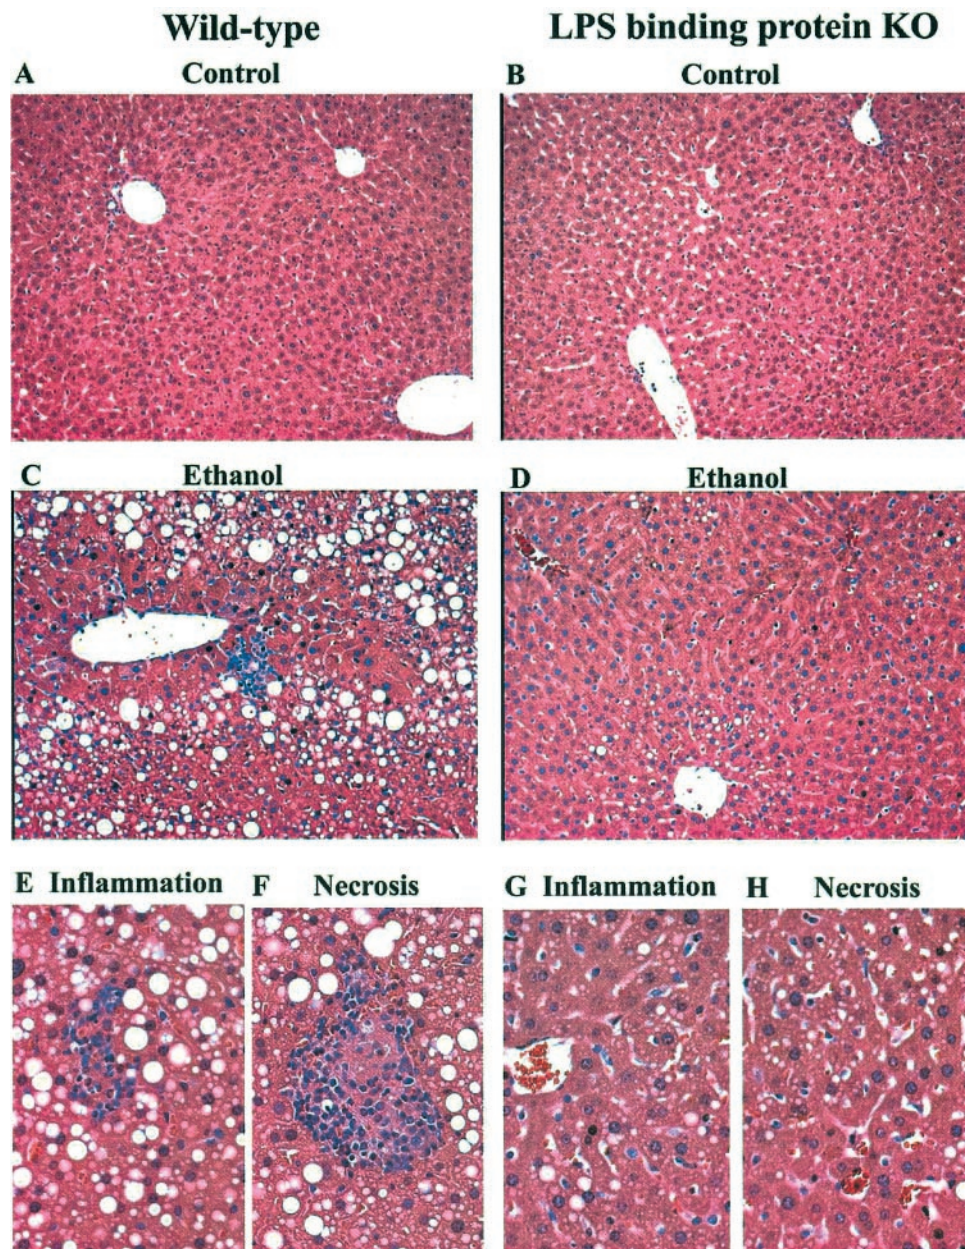 Wild-type LPS binding protein KO
A Control B Control
C Ethanol D Ethanol
E Inflammation F Necrosis G Inflammation H Necrosis